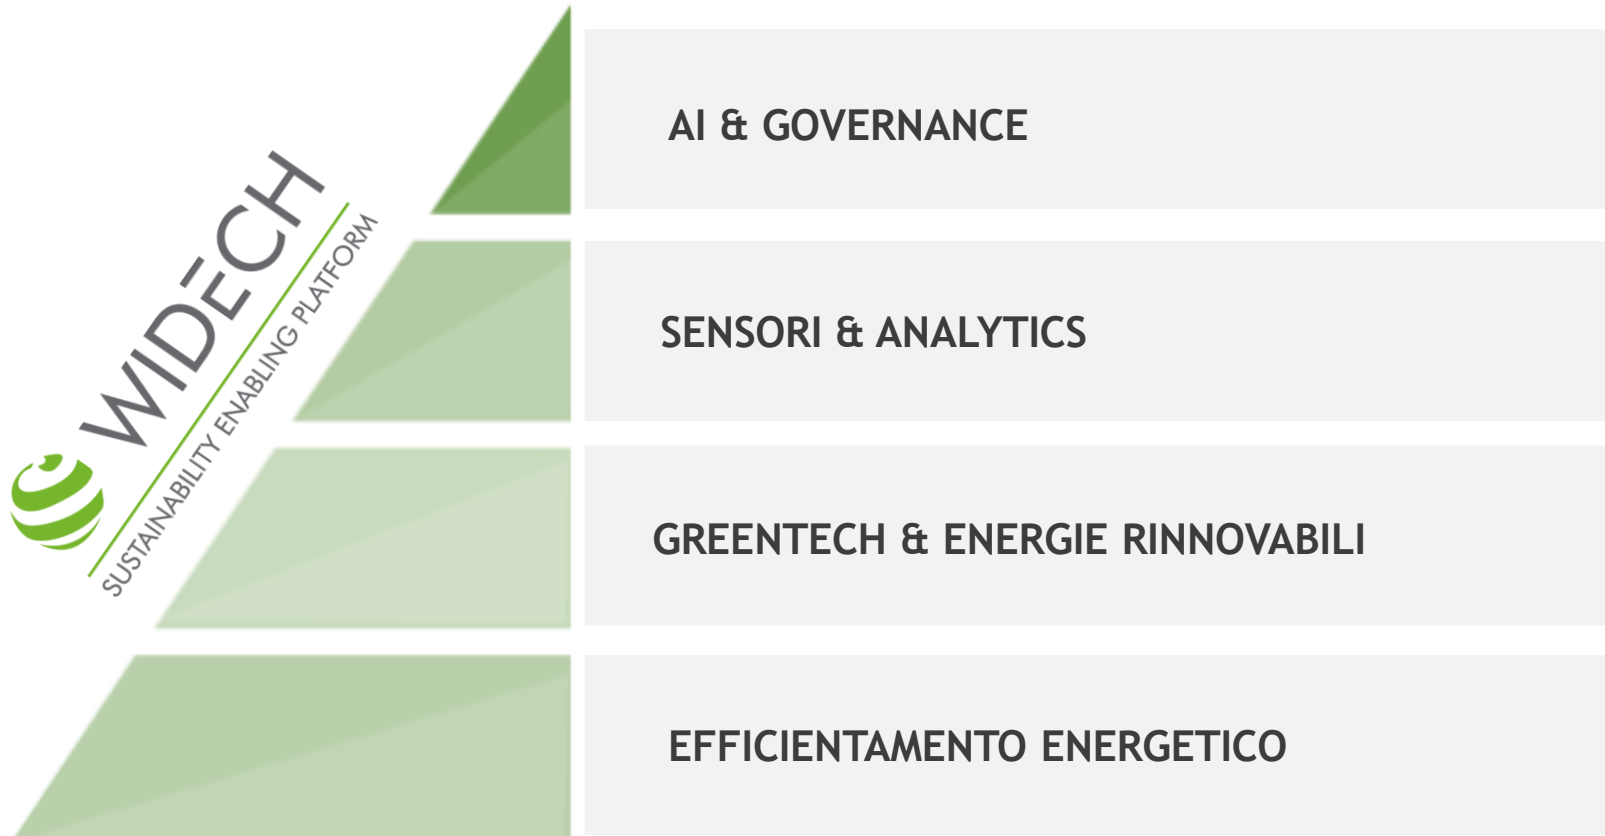 WIDECH
SUSTAINABILITY ENABLING PLATFORM
AI & GOVERNANCE
SENSORI & ANALYTICS
GREENTECH & ENERGIE RINNOVABILI
EFFICIENTAMENTO ENERGETICO